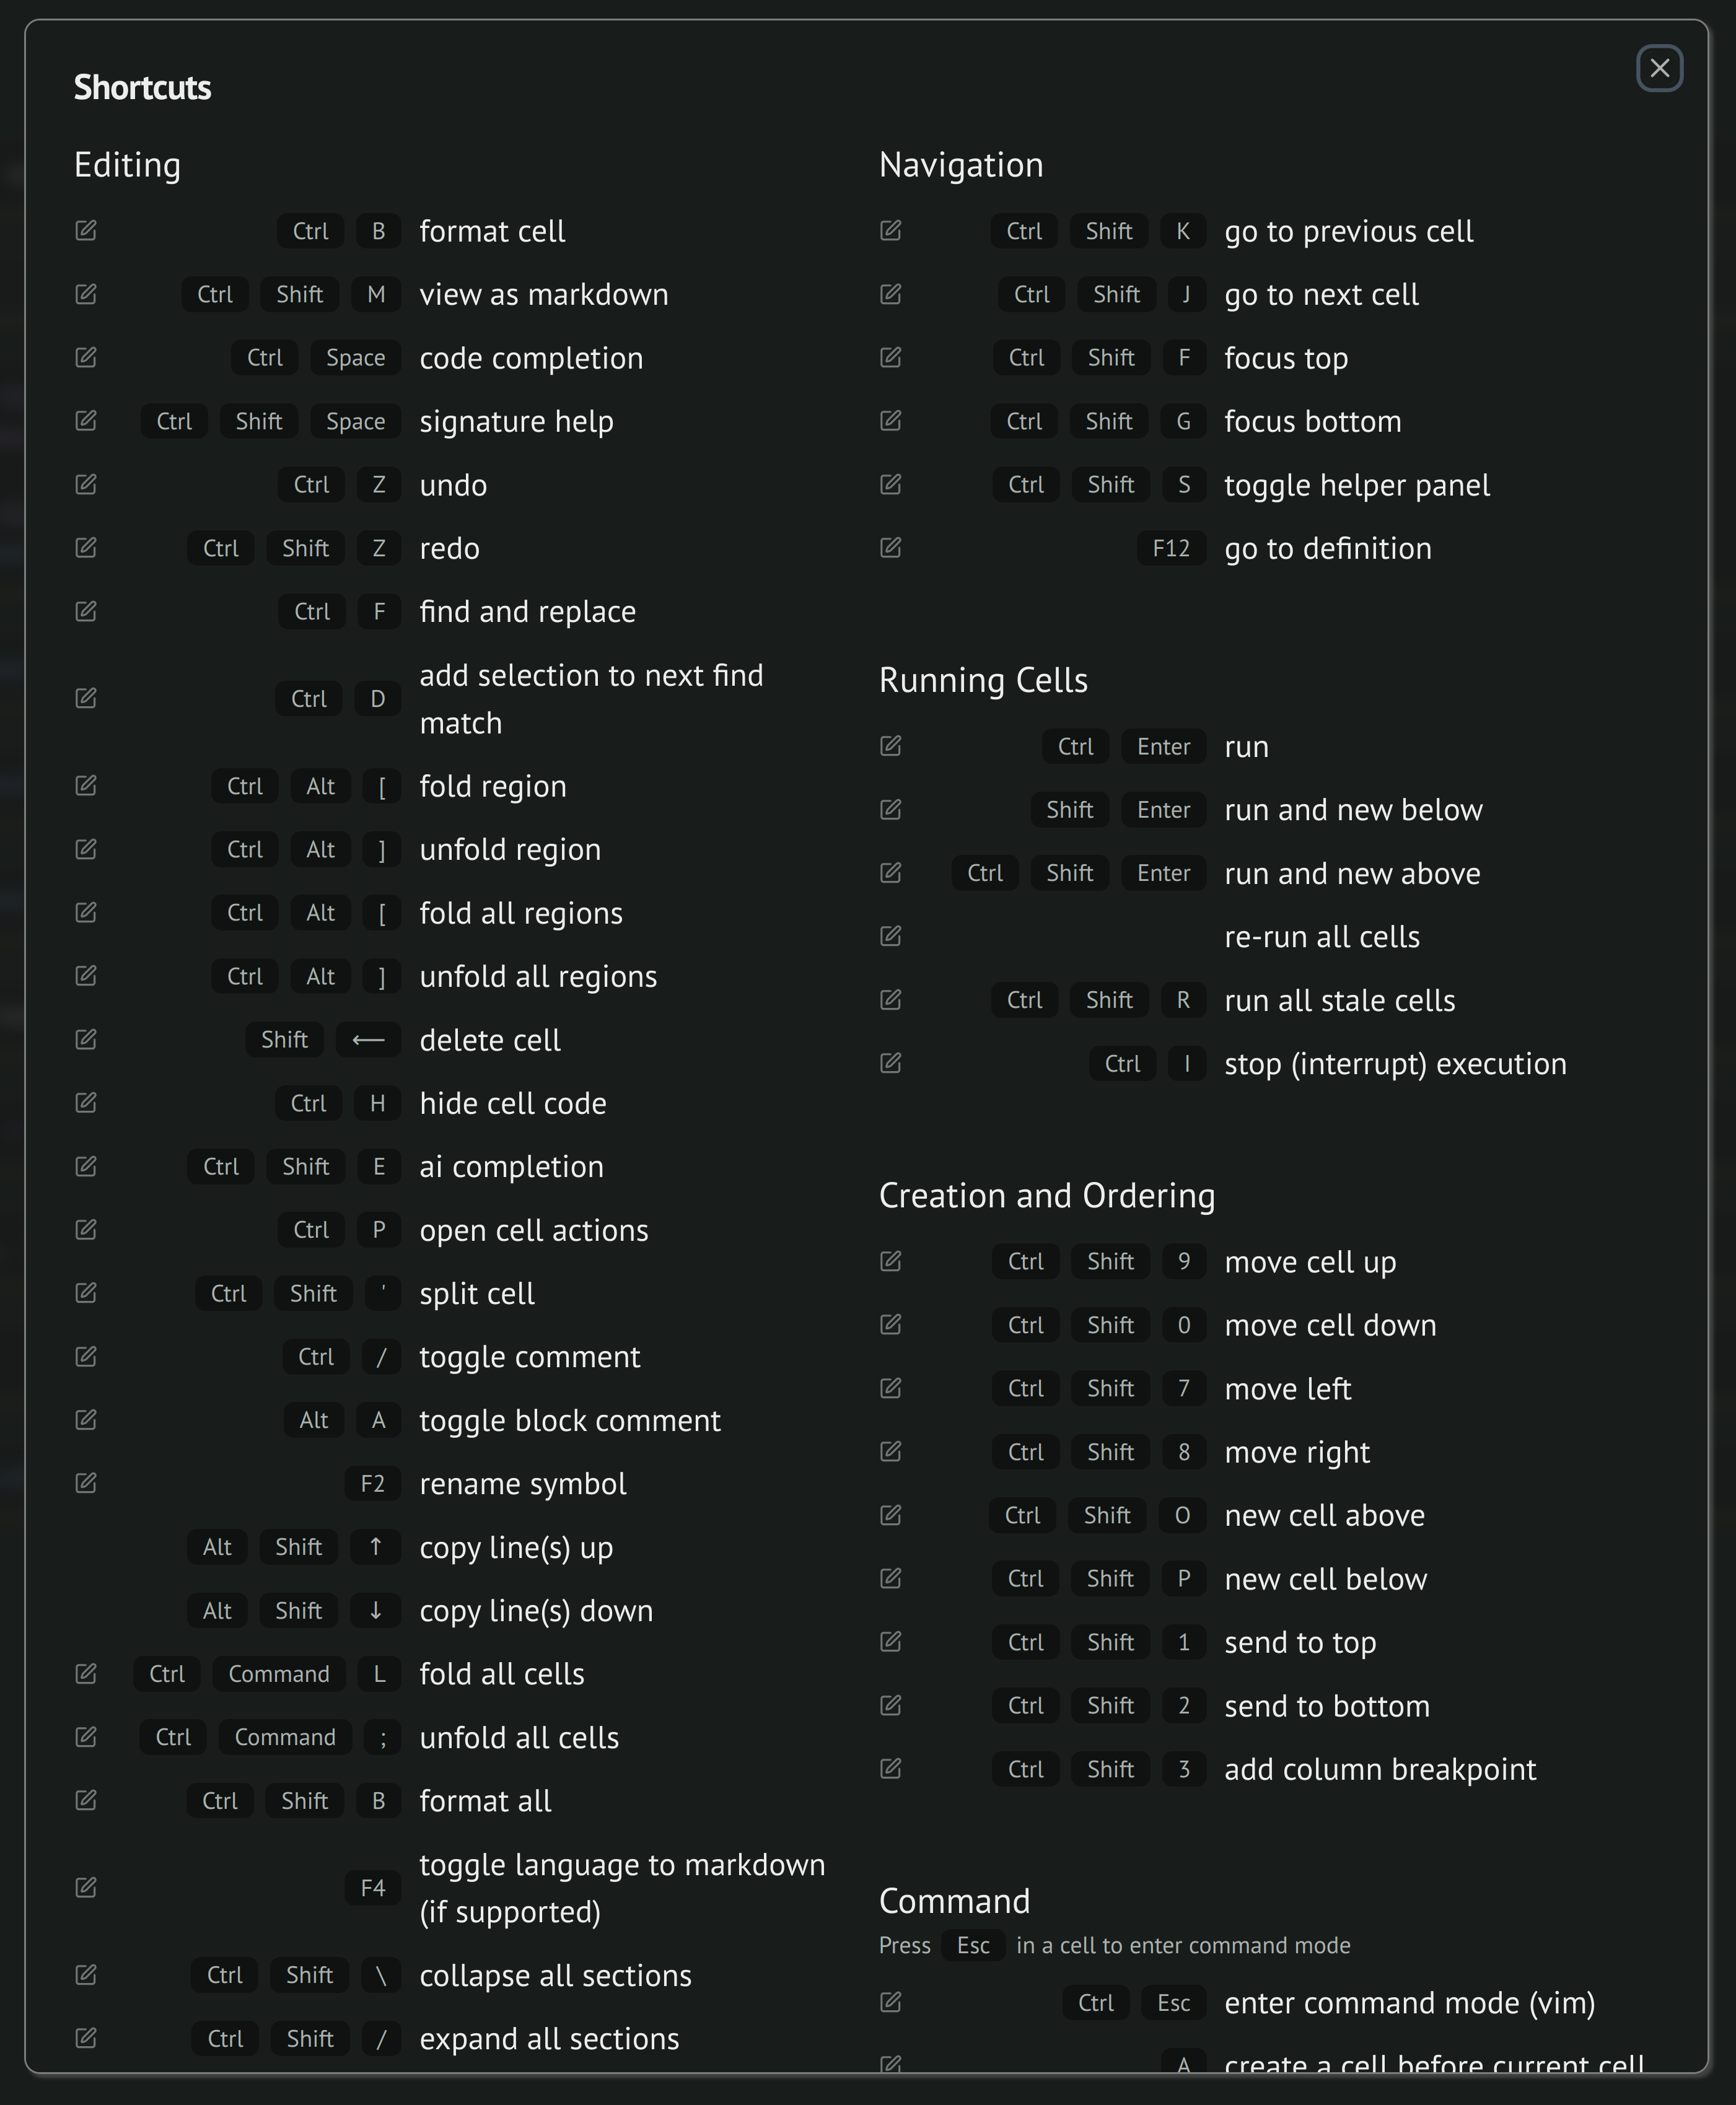 Shortcuts
Editing
Ctrl B format cell
Ctrl Shift M view as markdown
Ctrl Space code completion
Ctrl Shift Space signature help
Ctrl Z undo
Ctrl Shift Z redo
Ctrl F find and replace
Ctrl D add selection to next find
match
Ctrl Alt [ fold region
Ctrl Alt ] unfold region
Ctrl Alt [ fold all regions
Ctrl Alt ] unfold all regions
Shift ⟵ delete cell
Ctrl H hide cell code
Ctrl Shift E ai completion
Ctrl P open cell actions
Ctrl Shift ' split cell
Ctrl / toggle comment
Alt A toggle block comment
F2 rename symbol
Alt Shift ↑ copy line(s) up
Alt Shift ↓ copy line(s) down
Ctrl Command L fold all cells
Ctrl Command ; unfold all cells
Ctrl Shift B format all
F4 toggle language to markdown
(if supported)
Ctrl Shift \ collapse all sections
Ctrl Shift / expand all sections
Navigation
Ctrl Shift K go to previous cell
Ctrl Shift J go to next cell
Ctrl Shift F focus top
Ctrl Shift G focus bottom
Ctrl Shift S toggle helper panel
F12 go to definition
Running Cells
Ctrl Enter run
Shift Enter run and new below
Ctrl Shift Enter run and new above
re-run all cells
Ctrl Shift R run all stale cells
Ctrl I stop (interrupt) execution
Creation and Ordering
Ctrl Shift 9 move cell up
Ctrl Shift 0 move cell down
Ctrl Shift 7 move left
Ctrl Shift 8 move right
Ctrl Shift O new cell above
Ctrl Shift P new cell below
Ctrl Shift 1 send to top
Ctrl Shift 2 send to bottom
Ctrl Shift 3 add column breakpoint
Command
Press Esc in a cell to enter command mode
Ctrl Esc enter command mode (vim)
A create a cell before current cell